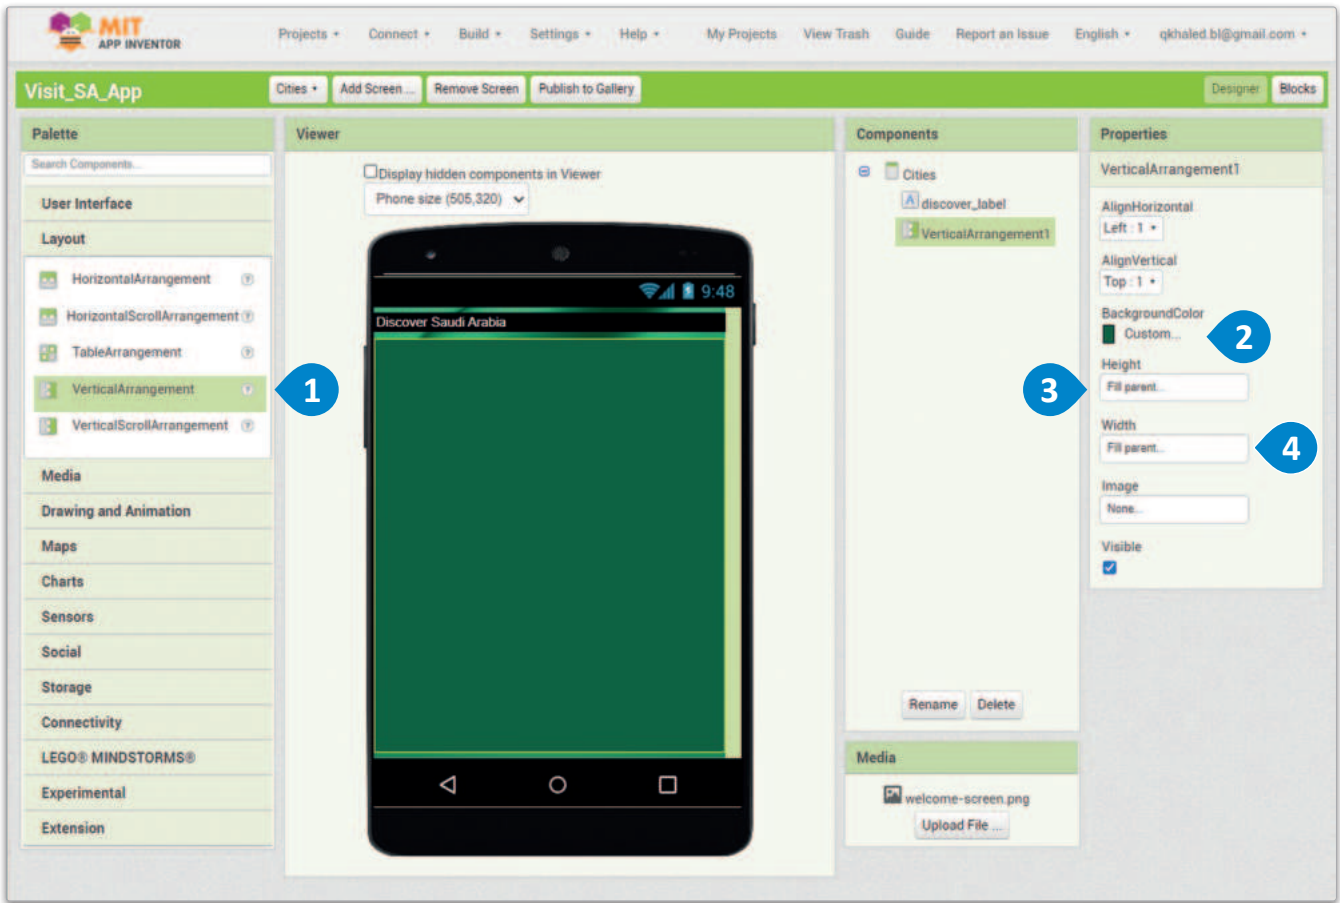 MIT
APP INVENTOR
Projects Connect Build Settings Help My Projects View Trash Guide Report an Issue English qkhaled.bl@gmail.com
Visit_SA_App
Cities Add Screen ... Remove Screen Publish to Gallery Designer Blocks
Palette
Search Components...
User Interface
Layout
HorizontalArrangement ?
HorizontalScrollArrangement ?
TableArrangement ?
VerticalArrangement ?
1
VerticalScrollArrangement ?
Media
Drawing and Animation
Maps
Charts
Sensors
Social
Storage
Connectivity
LEGO® MINDSTORMS®
Experimental
Extension
Viewer
Display hidden components in Viewer
Phone size (505,320)
9:48
Discover Saudi Arabia
Components
Cities
A discover_label
VerticalArrangement1
Rename Delete
Media
welcome-screen.png
Upload File ...
Properties
VerticalArrangement1
AlignHorizontal
Left : 1
AlignVertical
Top : 1
BackgroundColor
Custom...
2
Height
3
Fill parent...
Width
Fill parent...
4
Image
None...
Visible